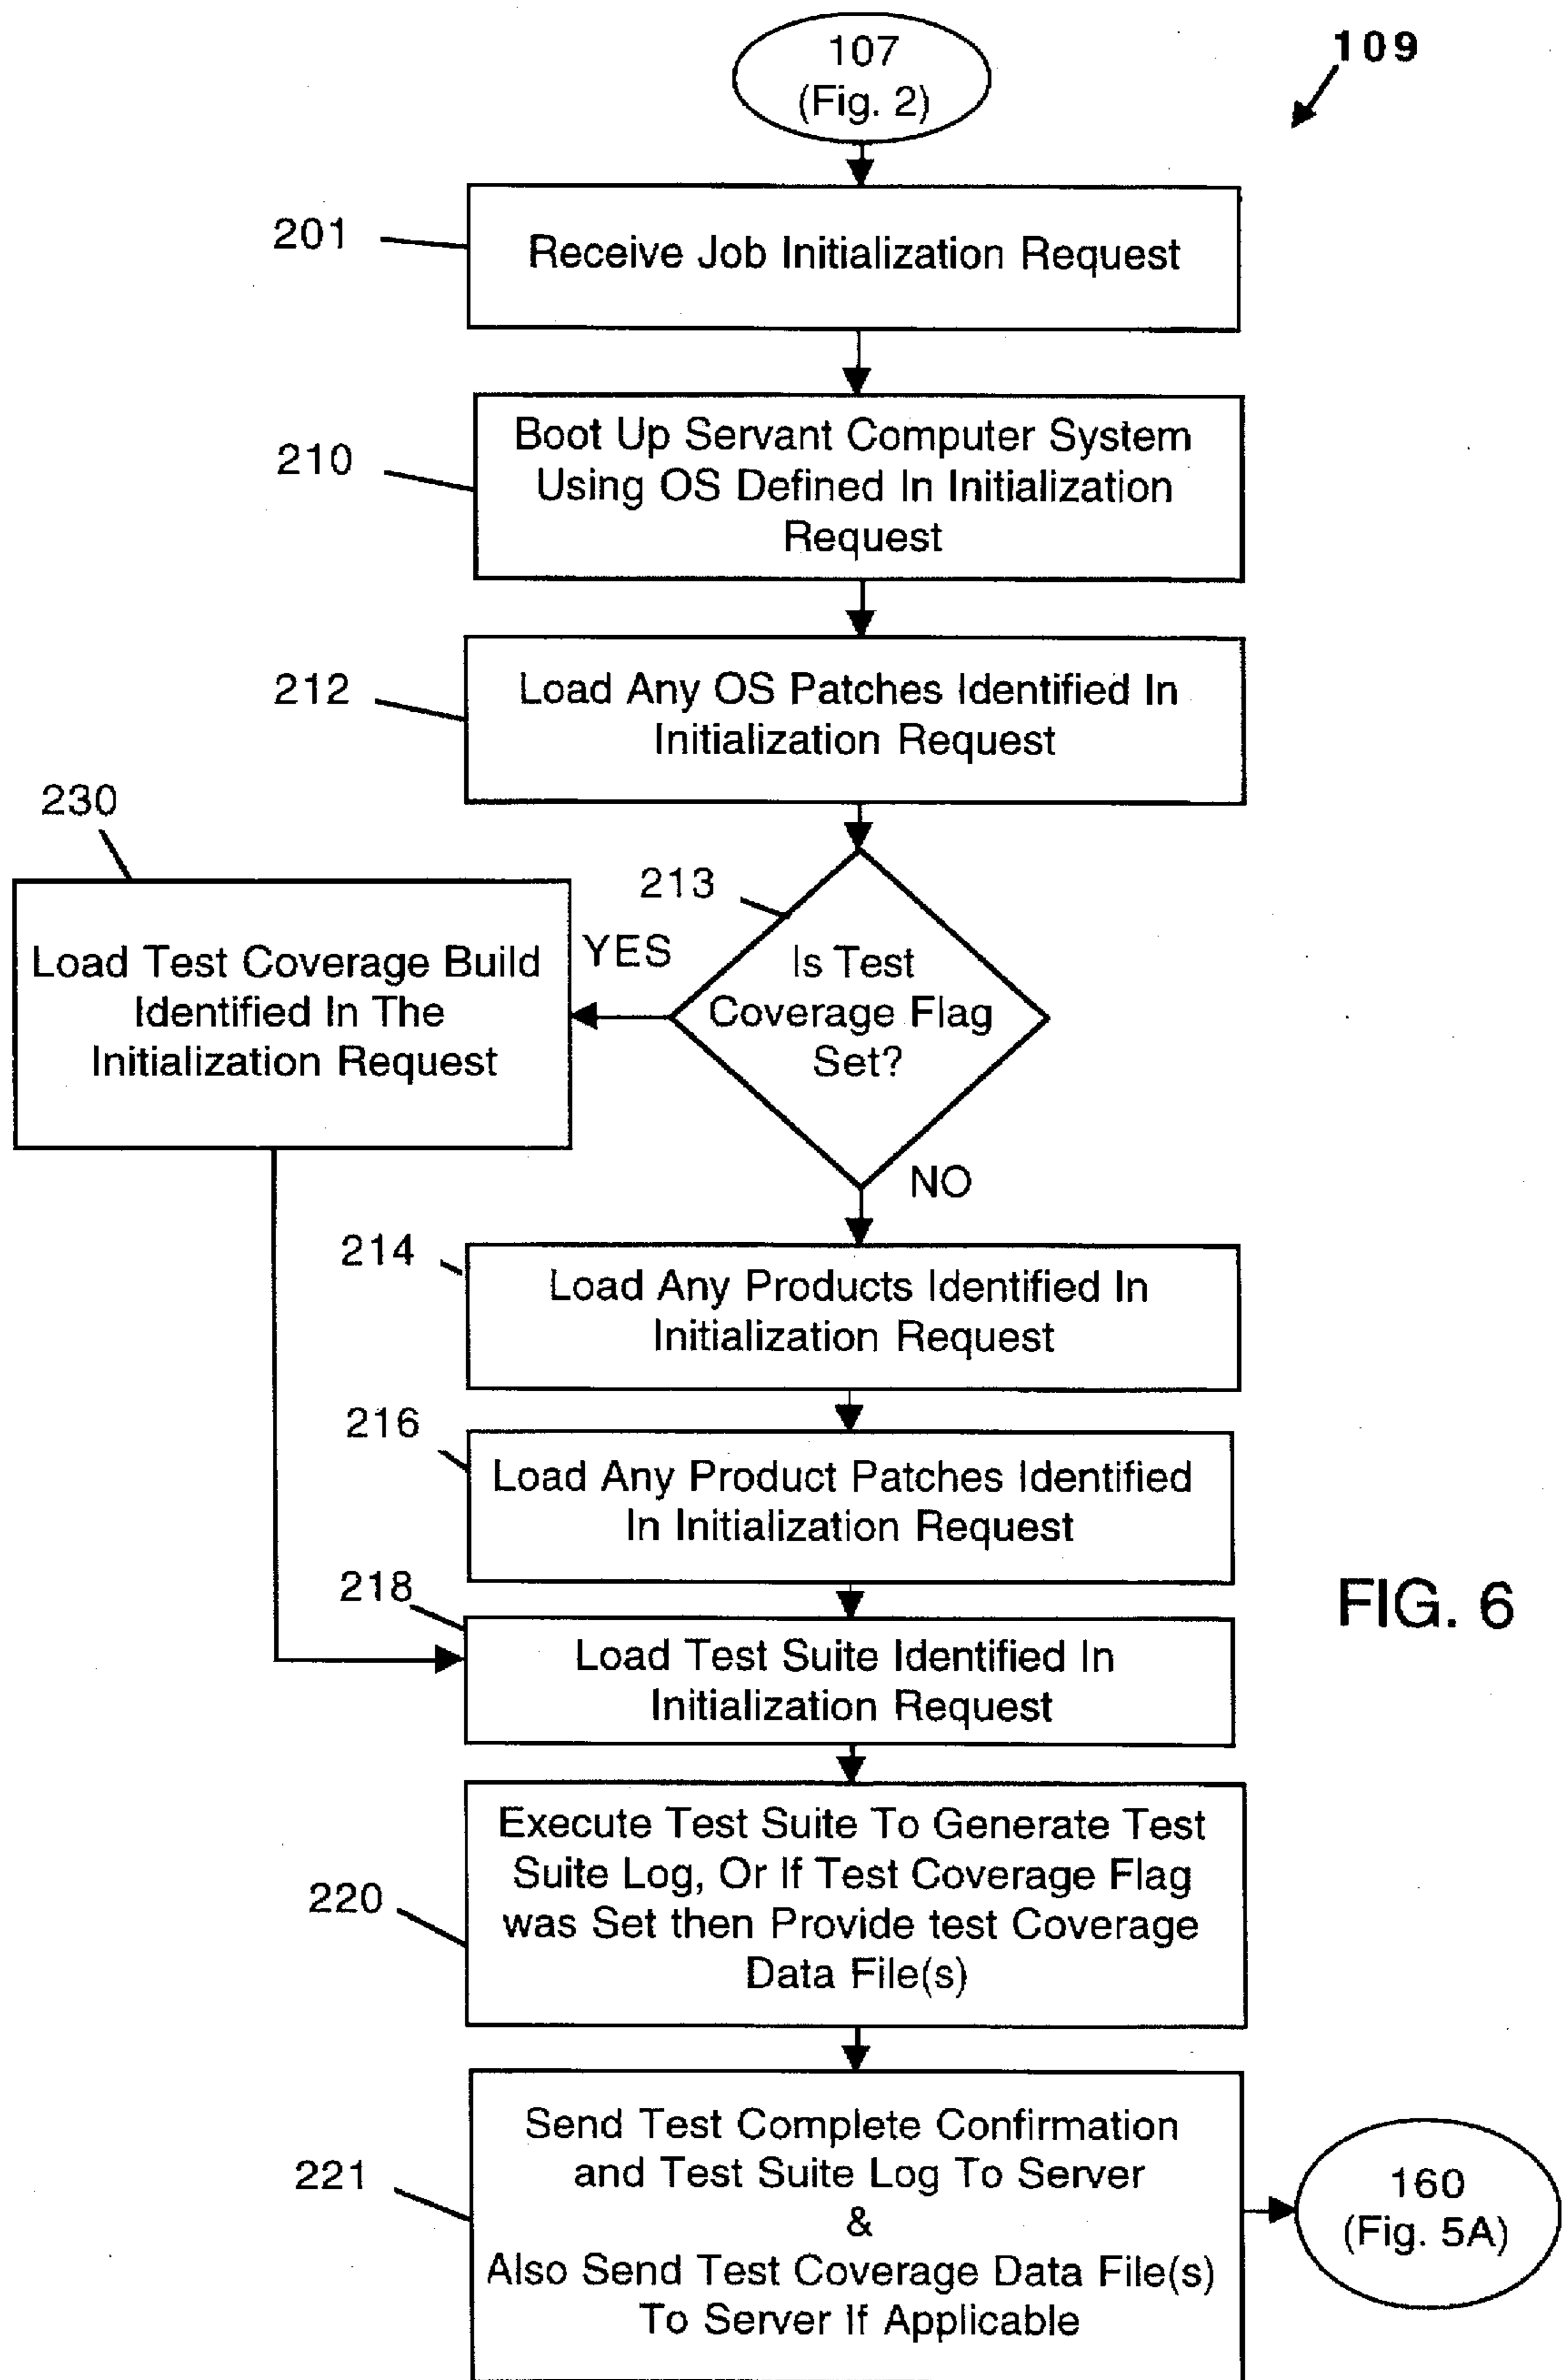 107
(Fig. 2)
109
201
Receive Job Initialization Request
210
Boot Up Servant Computer System
Using OS Defined In Initialization
Request
212
Load Any OS Patches Identified In
Initialization Request
230
Load Test Coverage Build
Identified In The
Initialization Request
YES
213
Is Test
Coverage Flag
Set?
NO
214
Load Any Products Identified In
Initialization Request
216
Load Any Product Patches Identified
In Initialization Request
218
Load Test Suite Identified In
Initialization Request
FIG. 6
220
Execute Test Suite To Generate Test
Suite Log, Or If Test Coverage Flag
was Set then Provide test Coverage
Data File(s)
221
Send Test Complete Confirmation
and Test Suite Log To Server
&
Also Send Test Coverage Data File(s)
To Server If Applicable
160
(Fig. 5A)